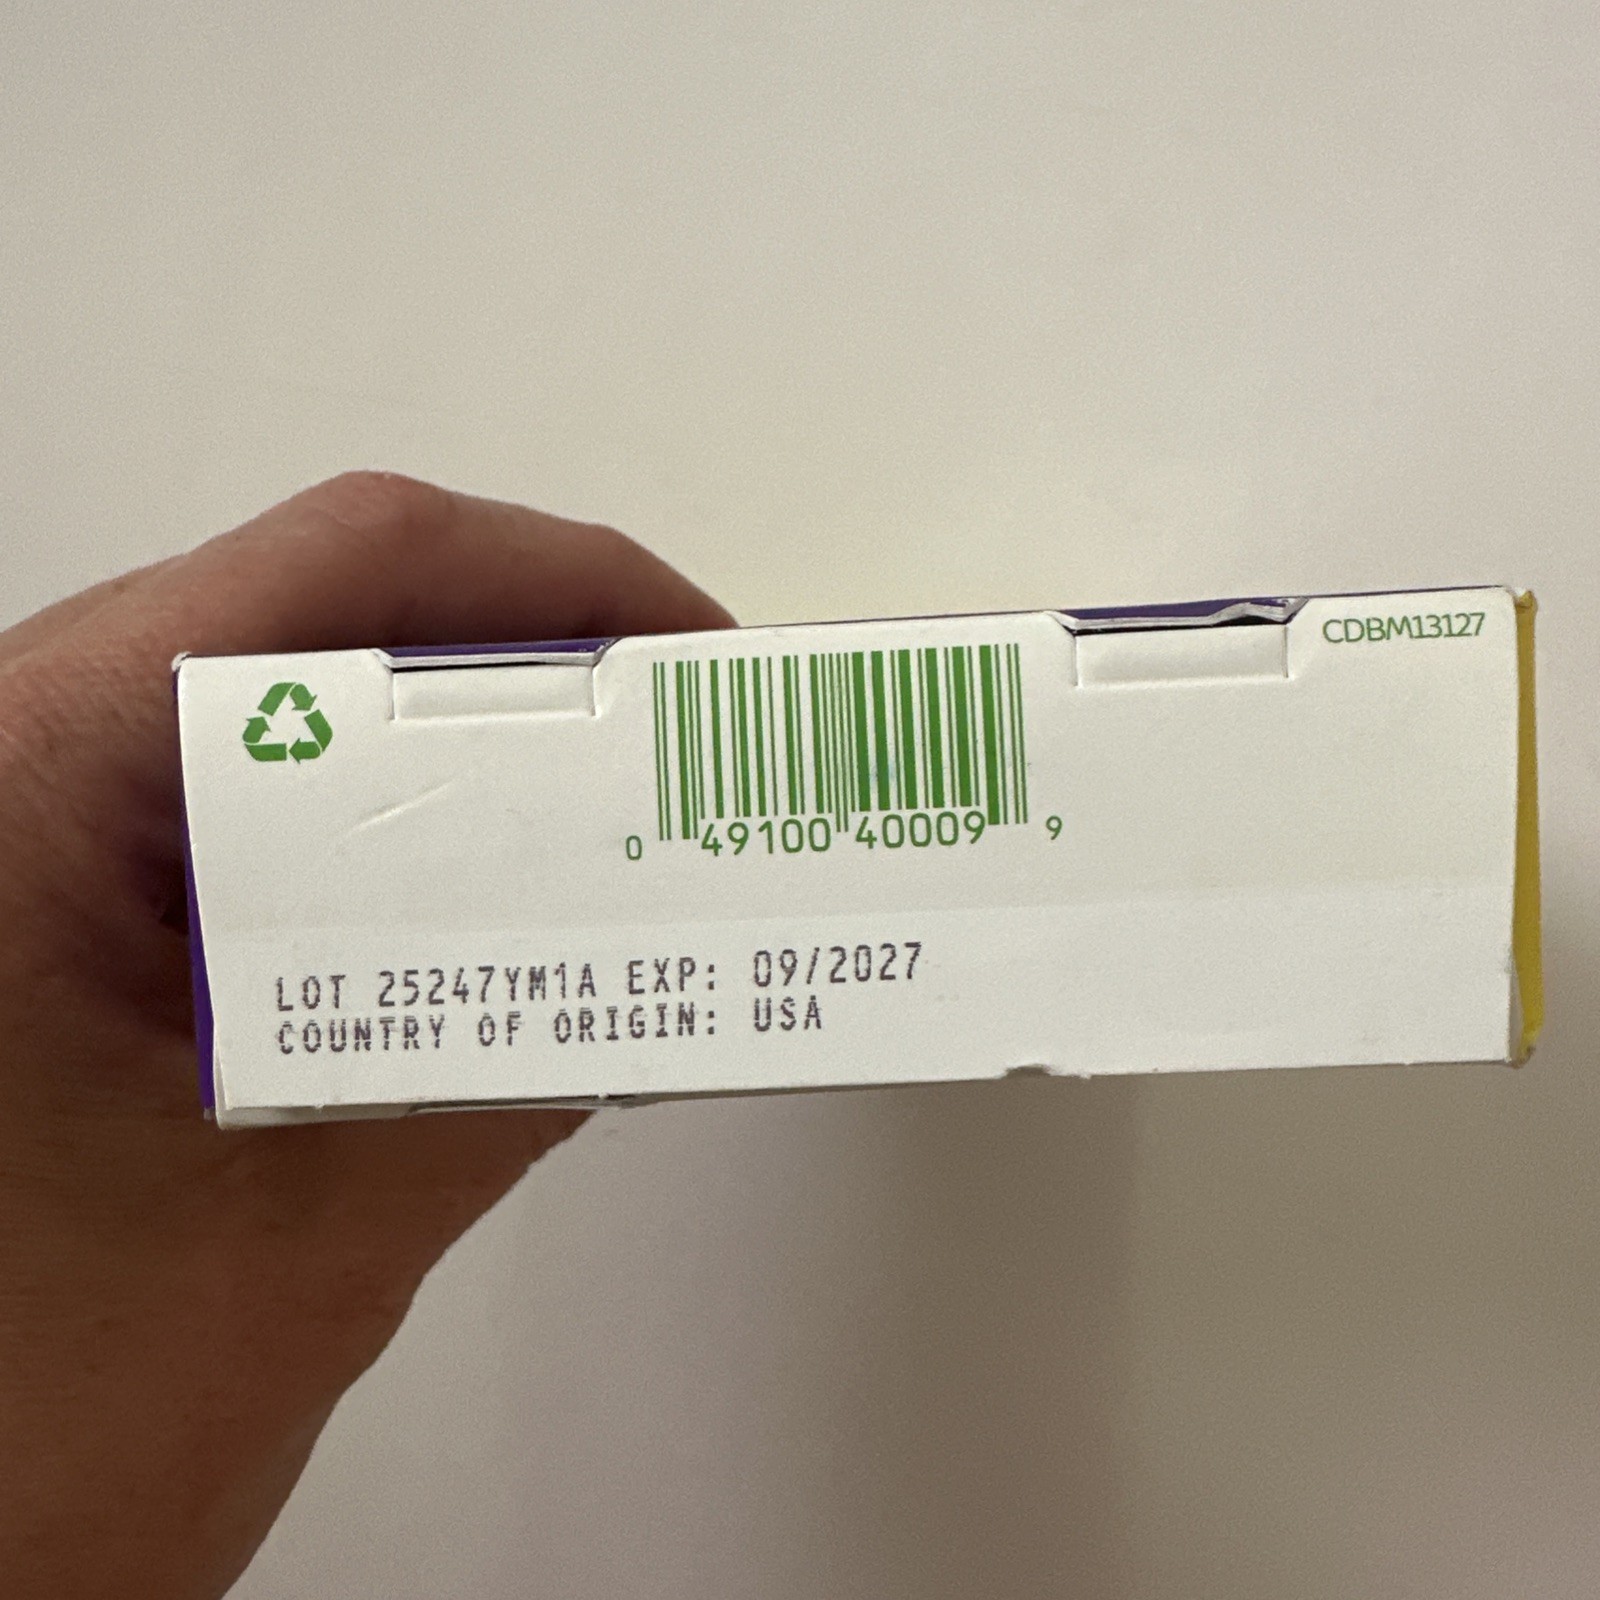 CDBM13127
0 49100 40009 9
LOT 25247YM1A EXP: 09/2027
COUNTRY OF ORIGIN: USA